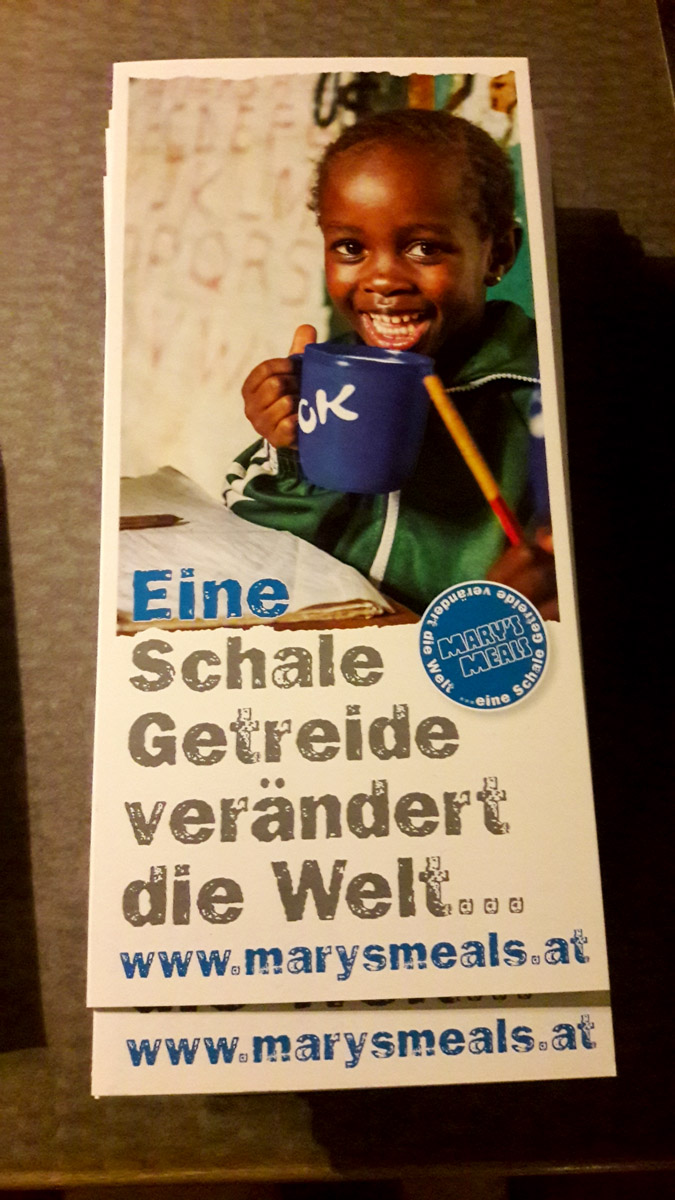 OK
Eine
Schale
Getreide
verändert
die Welt...
MARY'S
MEALS
...eine Schale Getreide verändert die Welt
www.marysmeals.at
www.marysmeals.at